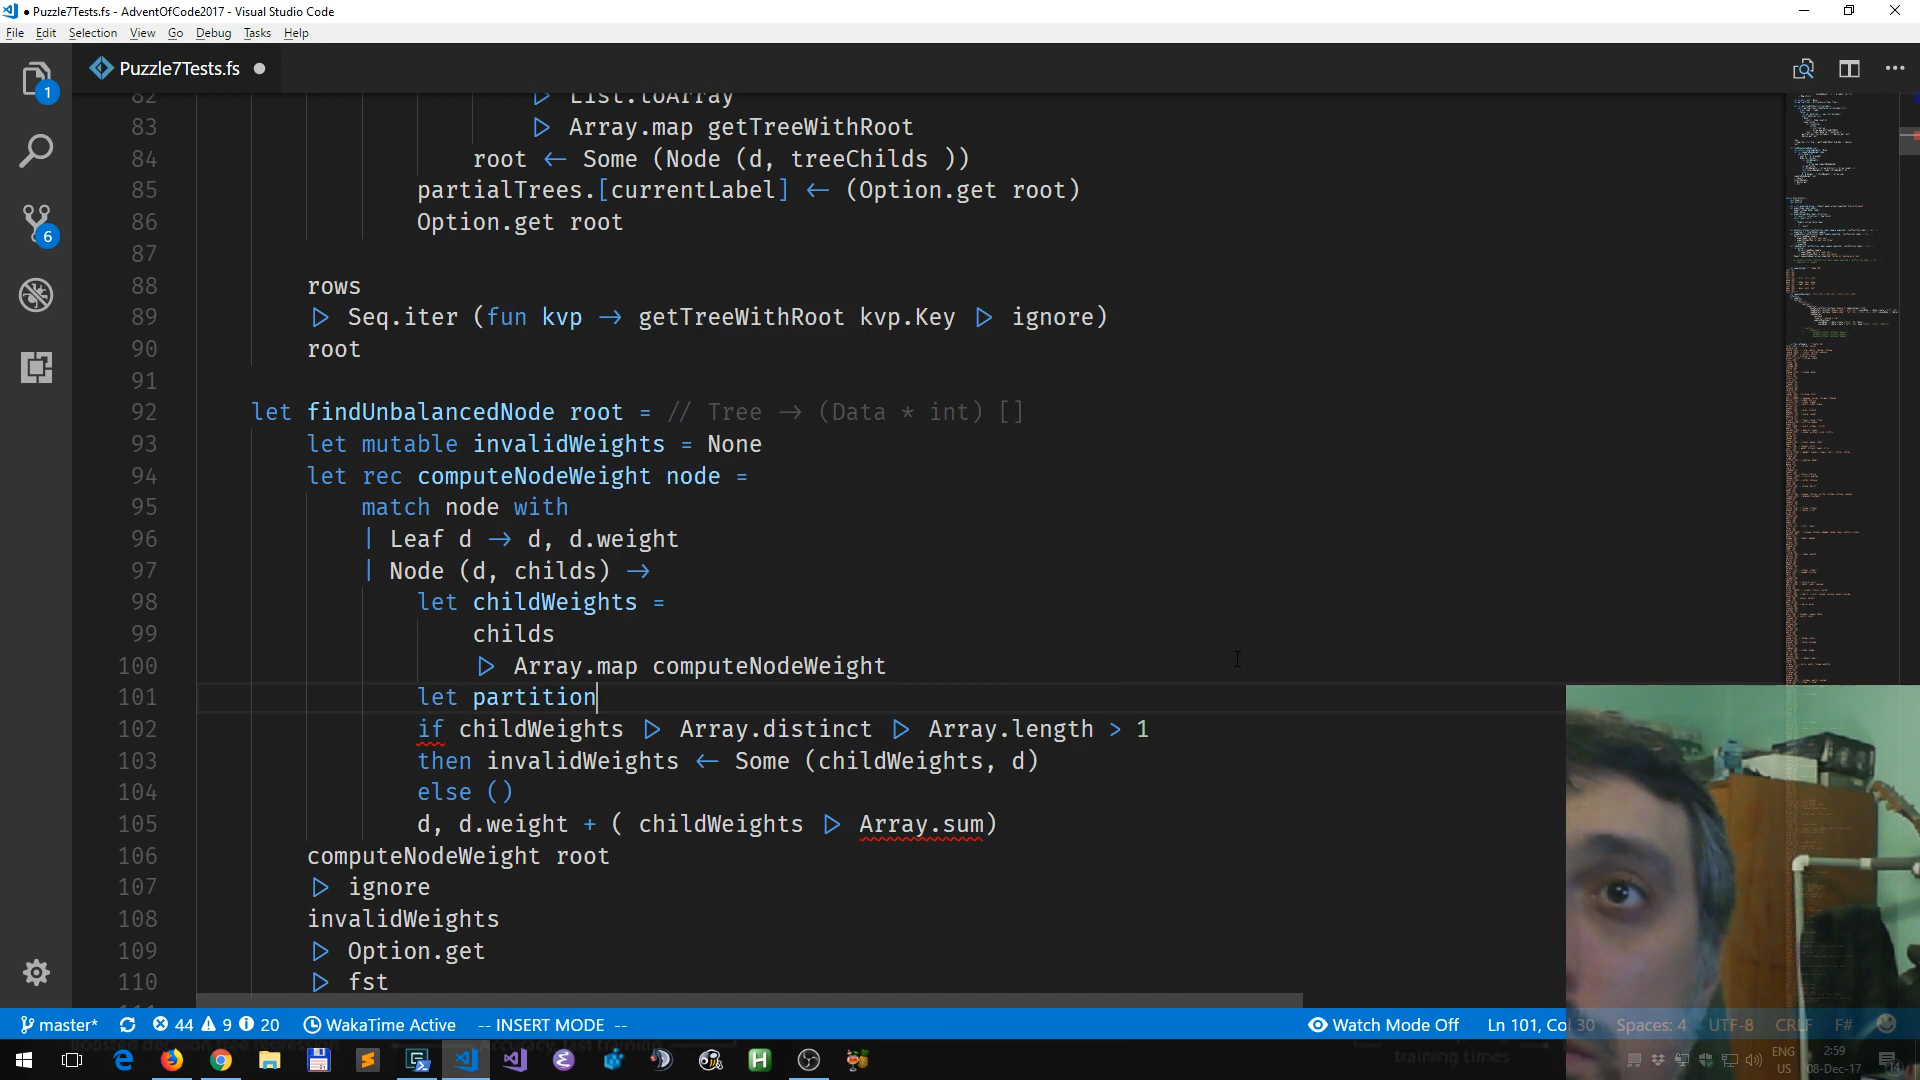 ● Puzzle7Tests.fs - AdventOfCode2017 - Visual Studio Code
File Edit Selection View Go Debug Tasks Help
1
Puzzle7Tests.fs ●
82 ▷ List.toArray
83 ▷ Array.map getTreeWithRoot
84 root ← Some (Node (d, treeChilds ))
85 partialTrees.[currentLabel] ← (Option.get root)
86 Option.get root
87
88 rows
89 ▷ Seq.iter (fun kvp → getTreeWithRoot kvp.Key ▷ ignore)
90 root
91
92 let findUnbalancedNode root = // Tree → (Data * int) []
93 let mutable invalidWeights = None
94 let rec computeNodeWeight node =
95 match node with
96 | Leaf d → d, d.weight
97 | Node (d, childs) →
98 let childWeights =
99 childs
100 ▷ Array.map computeNodeWeight
101 let partition
102 if childWeights ▷ Array.distinct ▷ Array.length > 1
103 then invalidWeights ← Some (childWeights, d)
104 else ()
105 d, d.weight + ( childWeights ▷ Array.sum)
106 computeNodeWeight root
107 ▷ ignore
108 invalidWeights
109 ▷ Option.get
110 ▷ fst
6
master* 44 9 20 WakaTime Active -- INSERT MODE -- Watch Mode Off Ln 101, Col 30 Spaces: 4 UTF-8 CRLF F#
training times
ENG
US
2:59
08-Dec-17
14